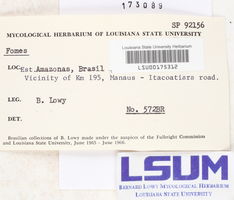 173089
SP 92156
MYCOLOGICAL HERBARIUM OF LOUISIANA STATE UNIVERSITY
Fomes
Louisiana State University Herbarium
LSU00175312
LOC. Est. Amazonas, Brasil
Vicinity of Km 195, Manaus - Itacoatiara road.
LEG. B. Lowy
No. 572BR
Brazilian collections of B. Lowy made under the auspices of the Fulbright Commission
and Louisiana State University, June 1965 - June 1966.
LSUM
BERNARD LOWY MYCOLOGICAL HERBARIUM
LOUISIANA STATE UNIVERSITY